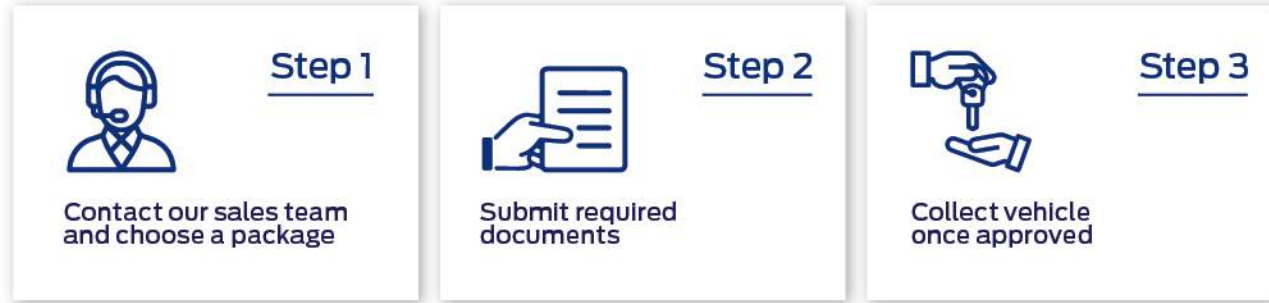 Step 1
Contact our sales team
and choose a package
Step 2
Submit required
documents
Step 3
Collect vehicle
once approved